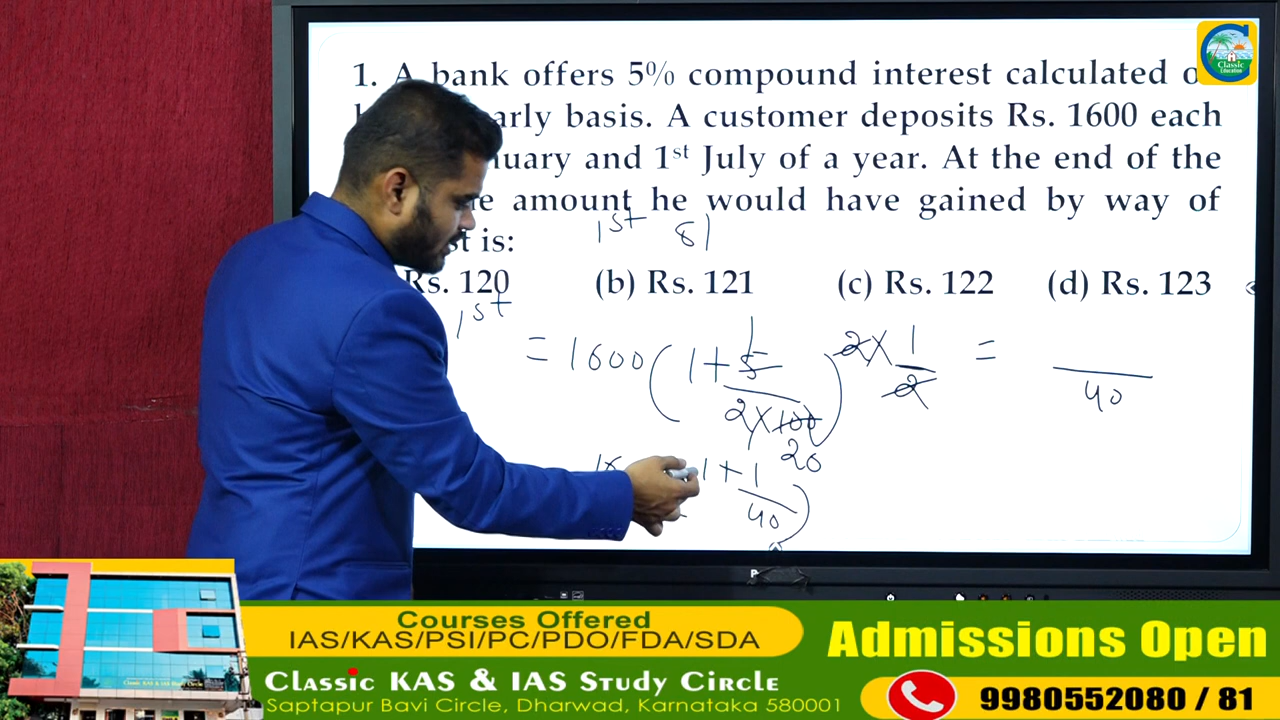 Classic
Education
1. A bank offers 5% compound interest calculated o
arly basis. A customer deposits Rs. 1600 each
nuary and 1st July of a year. At the end of the
e amount he would have gained by way of
st is:
1st 81
Rs. 120 (b) Rs. 121 (c) Rs. 122 (d) Rs. 123
1st
= 1600 ( 1 + 5 / 2 × 100 ) 2 × 1 / 2 = / 40
1
20
1 + 1 / 40 )
Courses Offered
IAS/KAS/PSI/PC/PDO/FDA/SDA
Classic KAS & IAS Study Circle
Saptapur Bavi Circle, Dharwad, Karnataka 580001
Admissions Open
9980552080 / 81